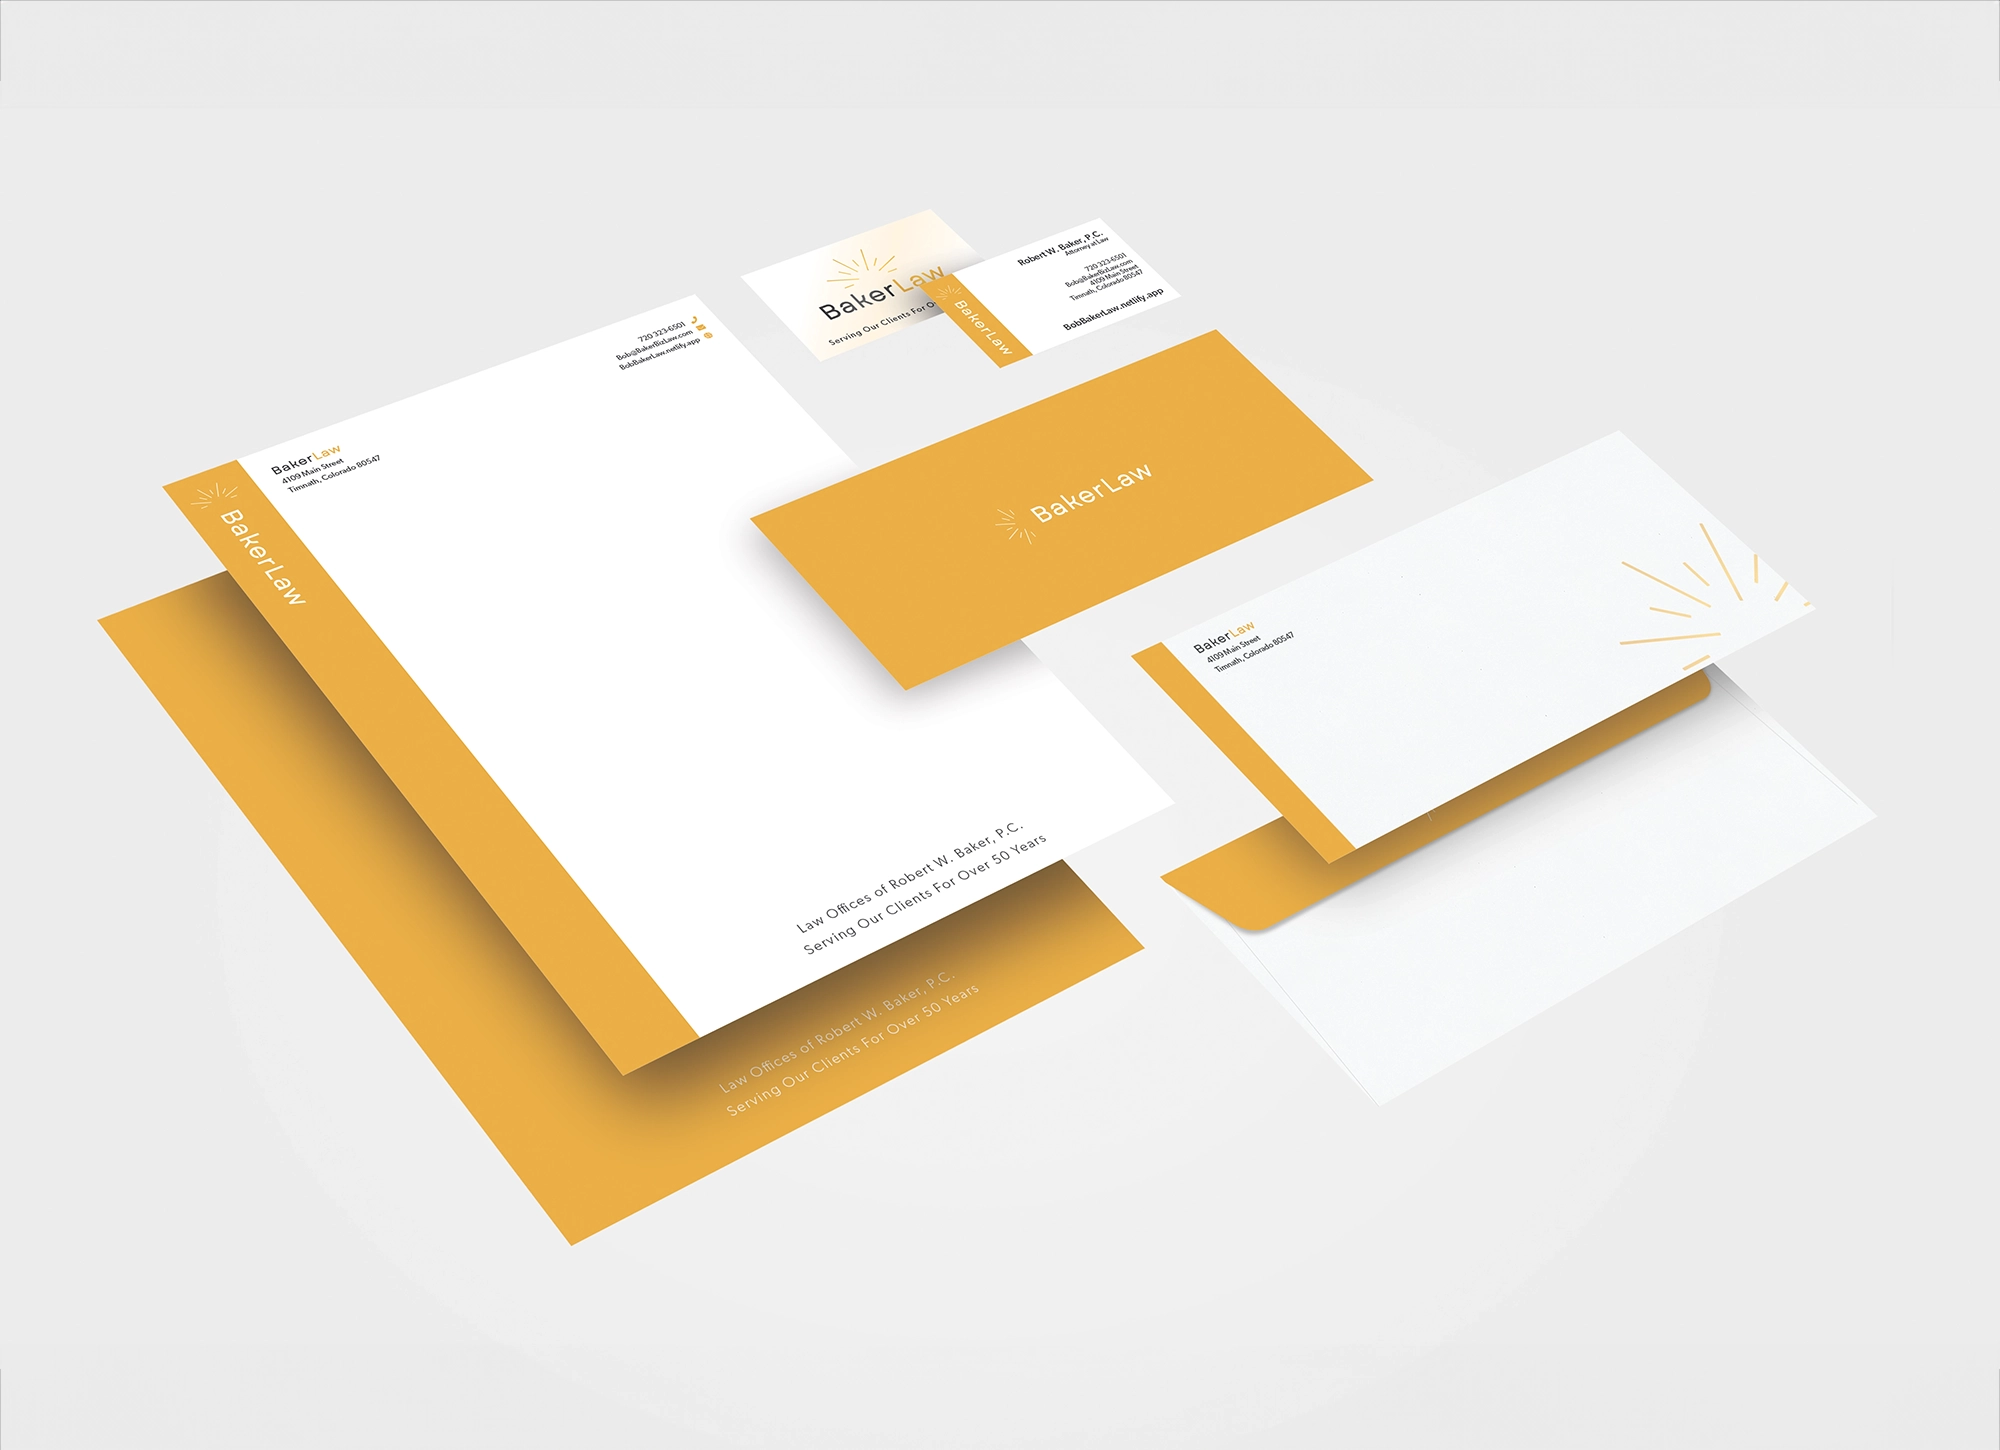 BakerLaw
Serving Our Clients For O
Robert W. Baker, P.C.
Attorney at Law
720 323-6501
Bob@BakerBizLaw.com
4109 Main Street
Timnath, Colorado 80547
BobBakerLaw.netlify.app
BakerLaw
720 323-6501
Bob@BakerBizLaw.com
BobBakerLaw.netlify.app
BakerLaw
4109 Main Street
Timnath, Colorado 80547
BakerLaw
Law Offices of Robert W. Baker, P.C.
Serving Our Clients For Over 50 Years
Law Offices of Robert W. Baker, P.C.
Serving Our Clients For Over 50 Years
BakerLaw
BakerLaw
4109 Main Street
Timnath, Colorado 80547